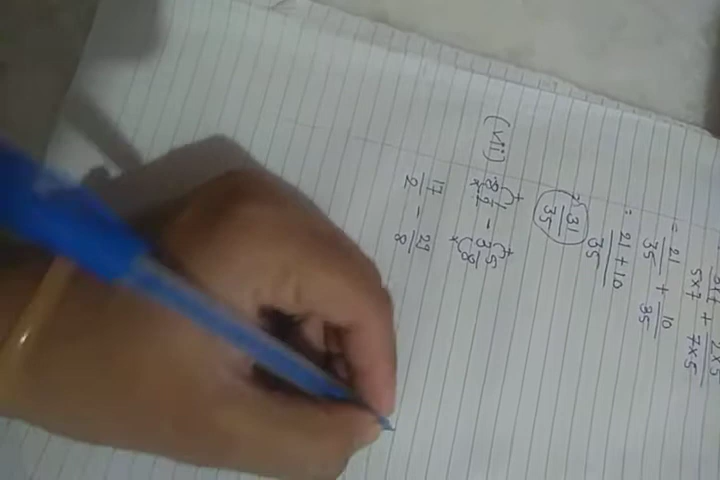 3×7/5×7 + 2×5/7×5
= 21/35 + 10/35
= 21+10/35
= 31/35
(vii) 8 1/2 - 3 5/8
17/2 - 29/8